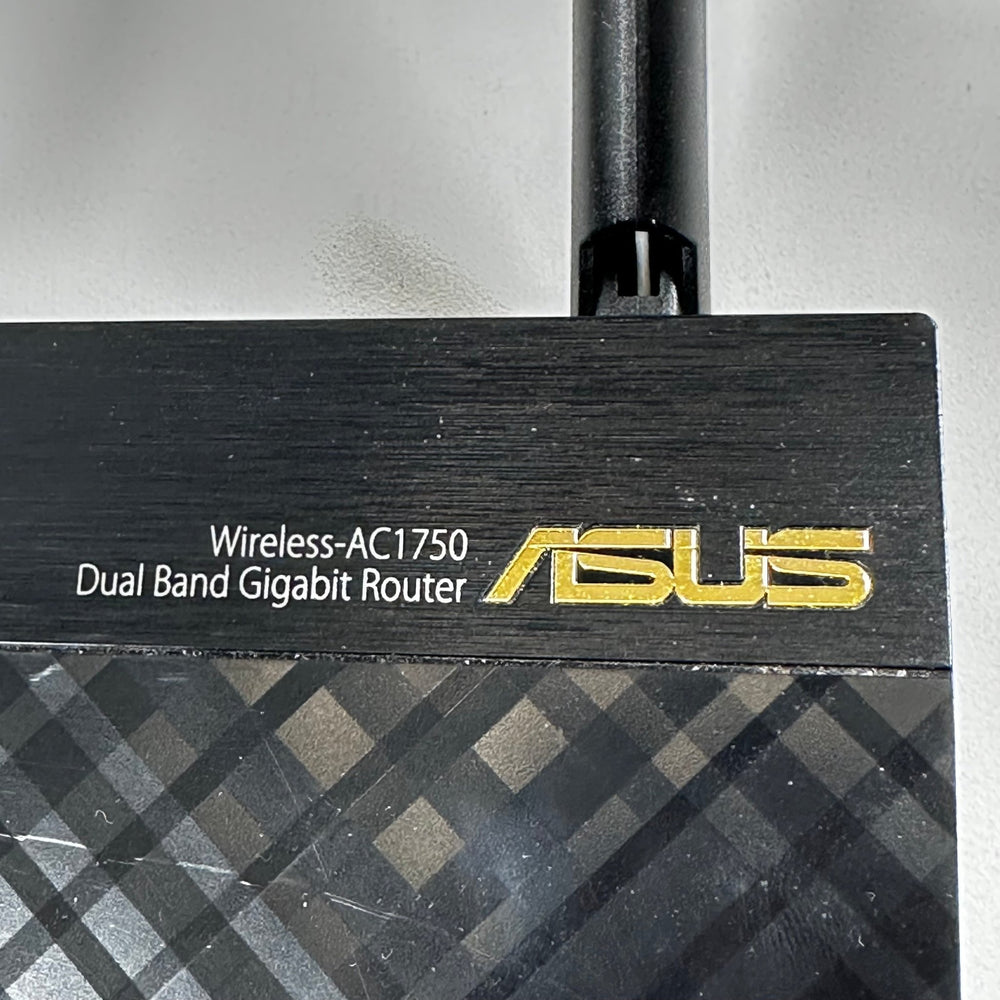 Wireless-AC1750
Dual Band Gigabit Router
ASUS